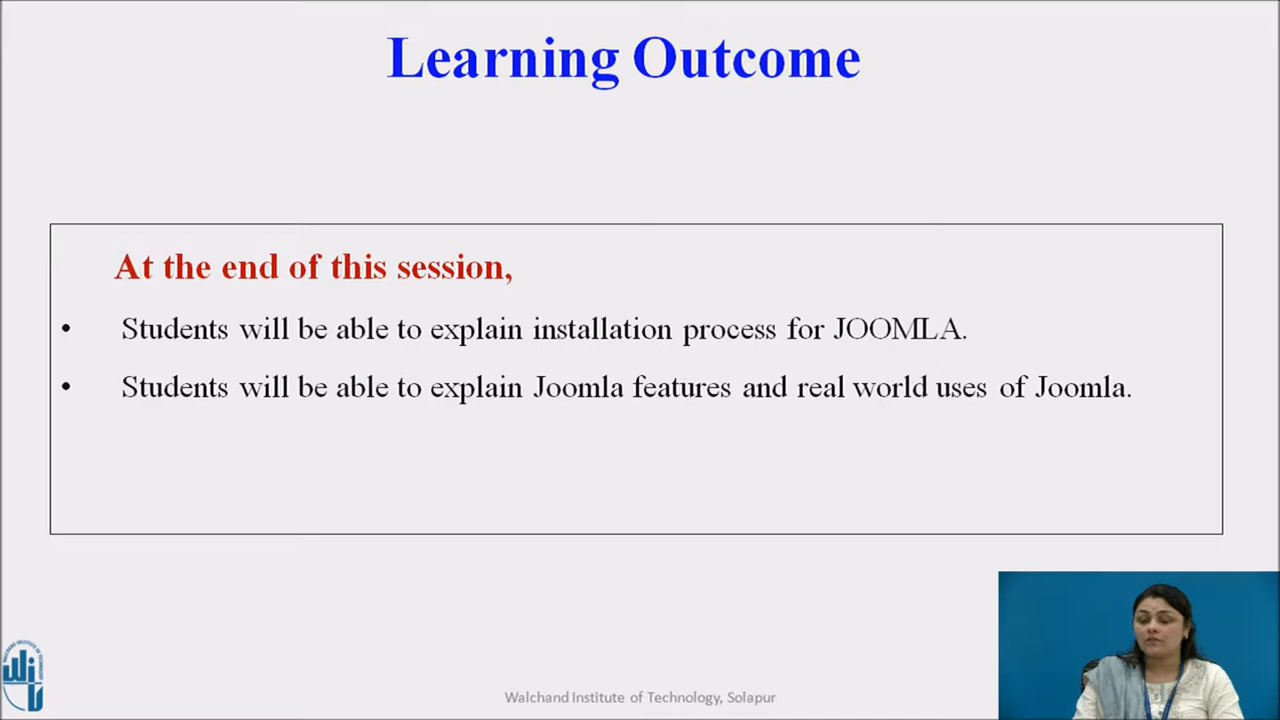 Learning Outcome
At the end of this session,
• Students will be able to explain installation process for JOOMLA.
• Students will be able to explain Joomla features and real world uses of Joomla.
Walchand Institute of Technology, Solapur